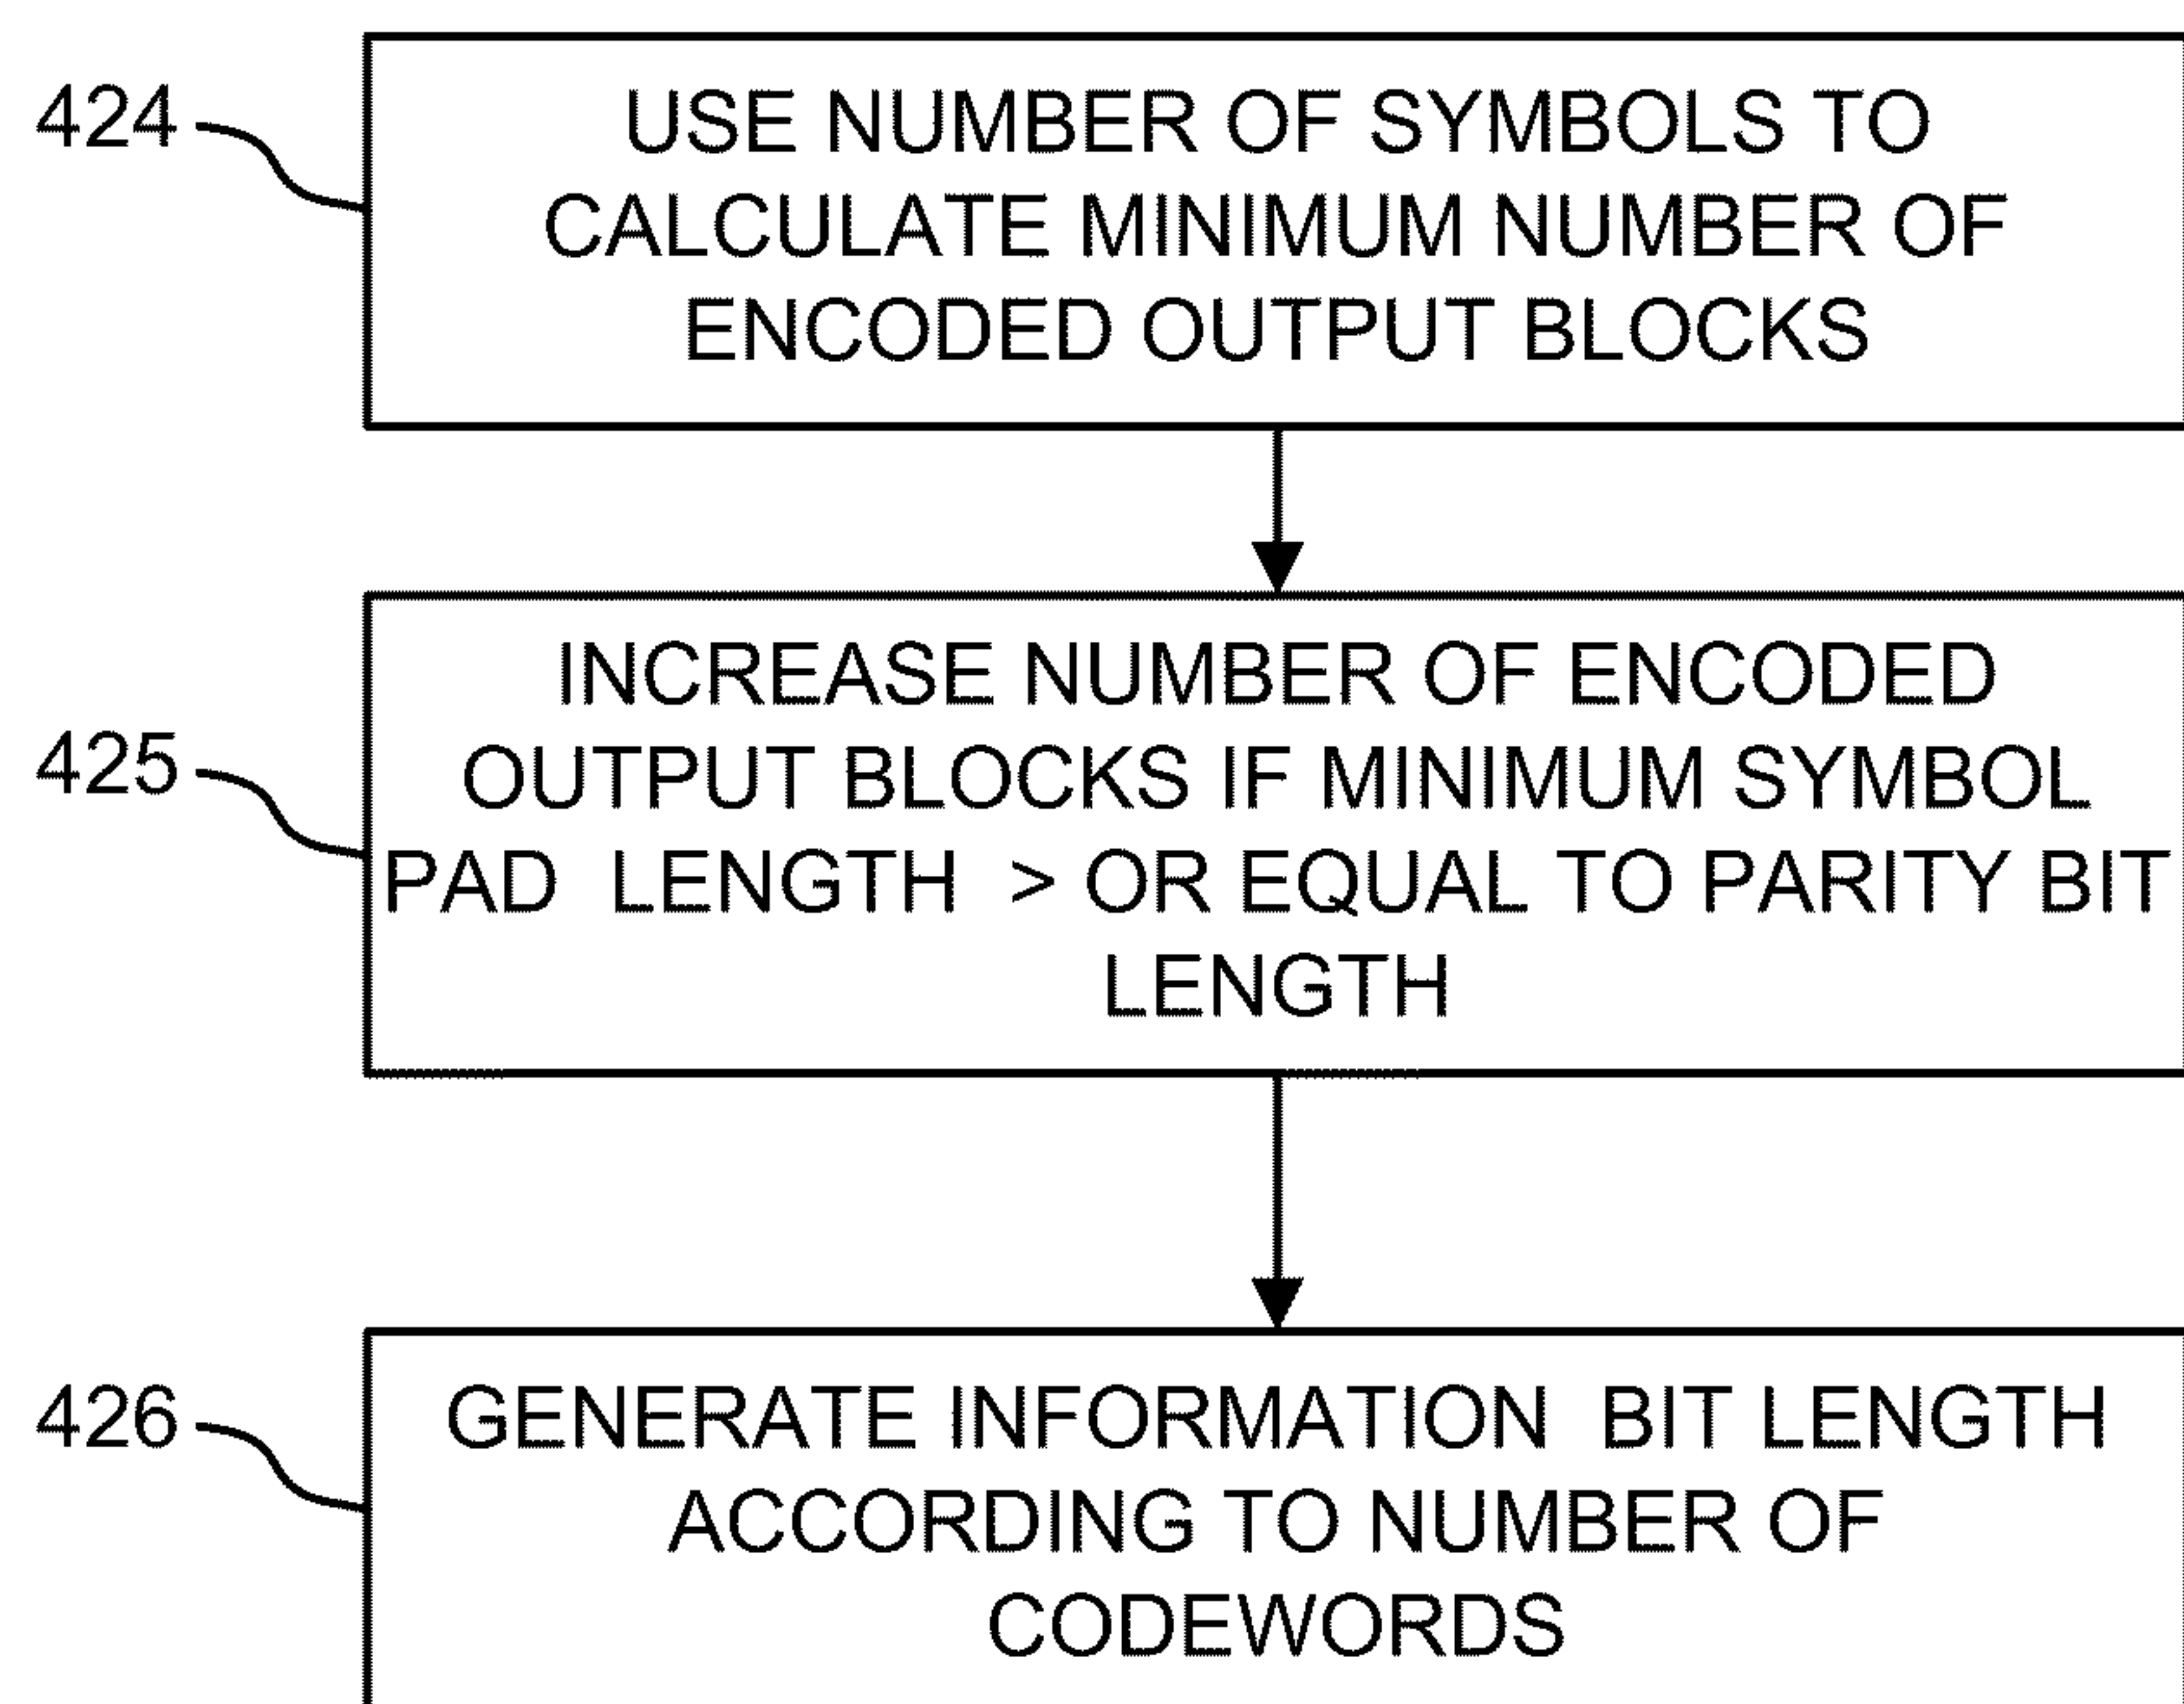 424
USE NUMBER OF SYMBOLS TO
CALCULATE MINIMUM NUMBER OF
ENCODED OUTPUT BLOCKS
425
INCREASE NUMBER OF ENCODED
OUTPUT BLOCKS IF MINIMUM SYMBOL
PAD LENGTH > OR EQUAL TO PARITY BIT
LENGTH
426
GENERATE INFORMATION BIT LENGTH
ACCORDING TO NUMBER OF
CODEWORDS